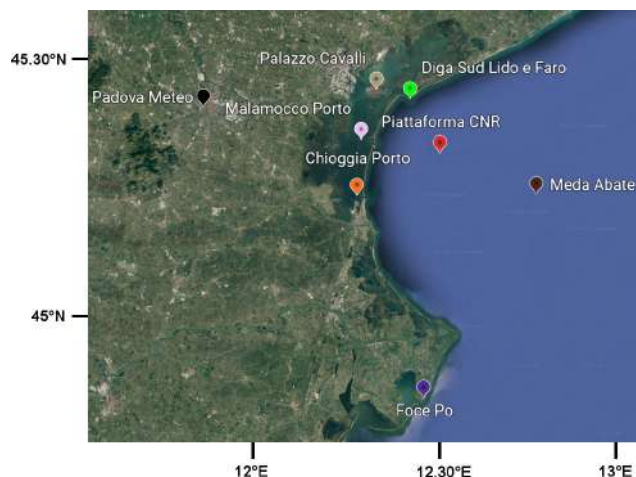 45.30°N
Palazzo Cavalli
Diga Sud Lido e Faro
Padova Meteo
Malamocco Porto
Piattaforma CNR
Chioggia Porto
Meda Abate
45°N
Foce Po
12°E
12.30°E
13°E